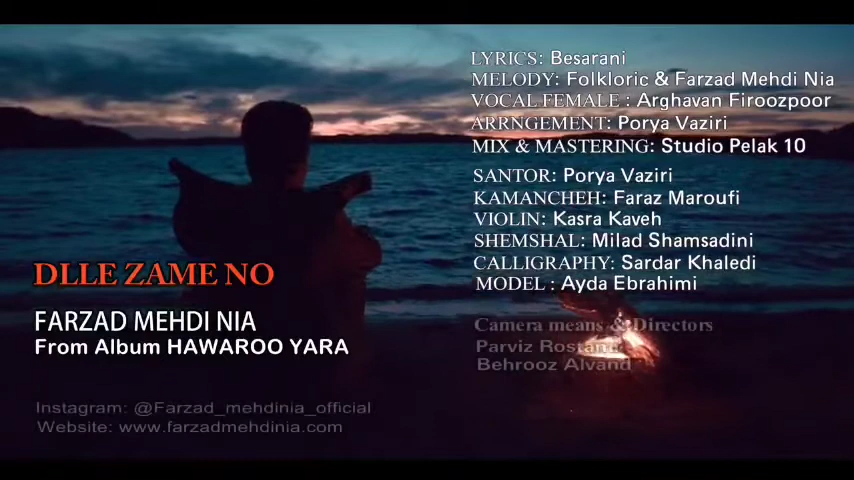 DLLE ZAME NO
FARZAD MEHDI NIA
From Album HAWAROO YARA
Instagram: @Farzad_mehdinia_official
Website: www.farzadmehdinia.com
LYRICS: Besarani
MELODY: Folkloric & Farzad Mehdi Nia
VOCAL FEMALE : Arghavan Firoozpoor
ARRNGEMENT: Porya Vaziri
MIX & MASTERING: Studio Pelak 10
SANTOR: Porya Vaziri
KAMANCHEH: Faraz Maroufi
VIOLIN: Kasra Kaveh
SHEMSHAL: Milad Shamsadini
CALLIGRAPHY: Sardar Khaledi
MODEL : Ayda Ebrahimi
Camera means & Directors
Parviz Rostami
Behrooz Alvand